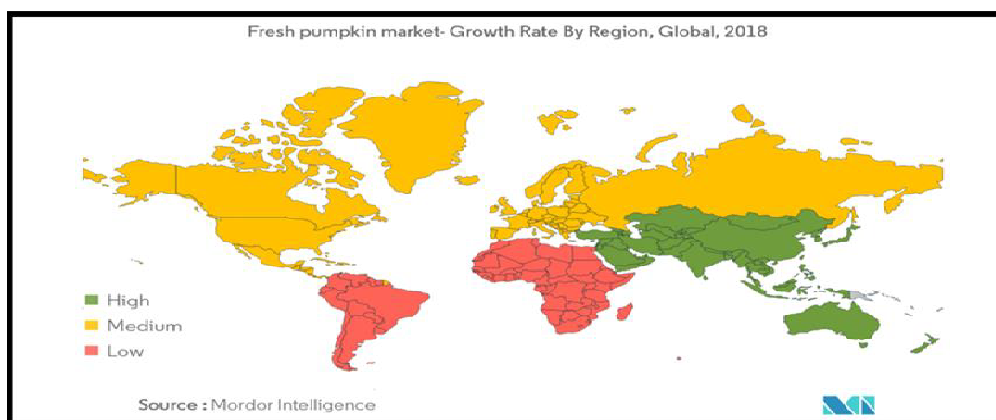 Fresh pumpkin market- Growth Rate By Region, Global, 2018
High
Medium
Low
Source : Mordor Intelligence